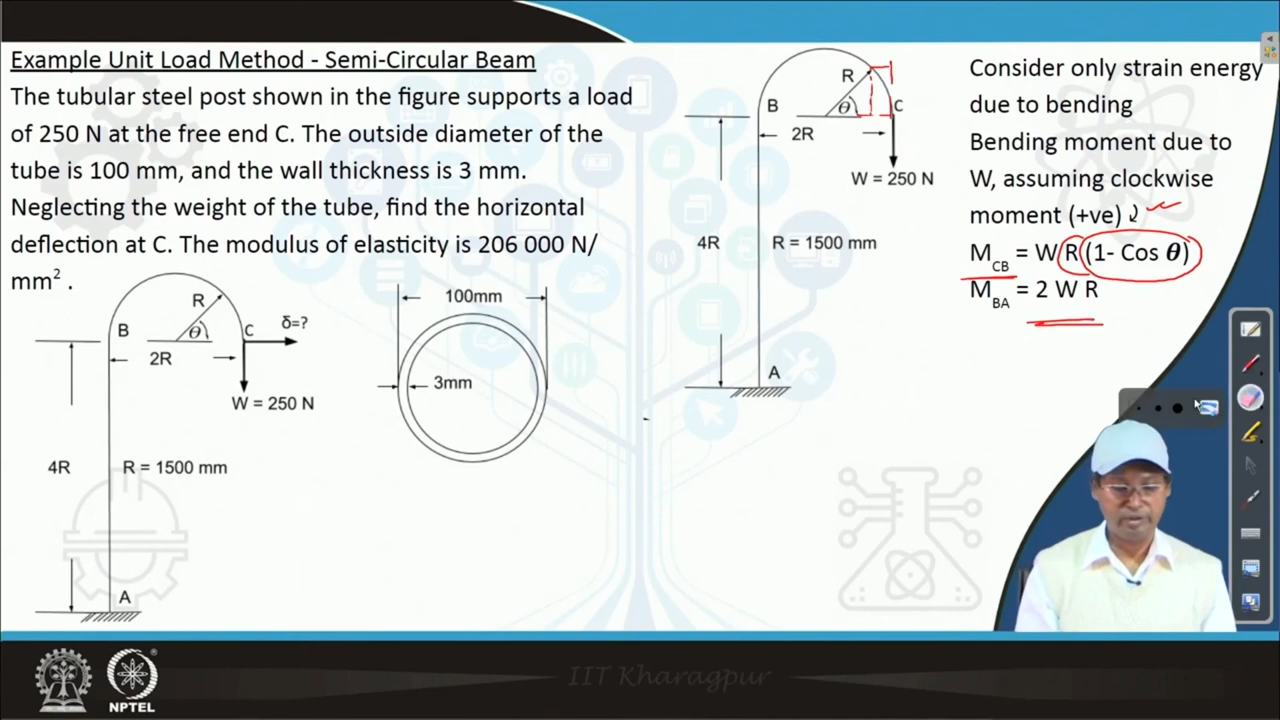 Example Unit Load Method - Semi-Circular Beam
The tubular steel post shown in the figure supports a load
of 250 N at the free end C. The outside diameter of the
tube is 100 mm, and the wall thickness is 3 mm.
Neglecting the weight of the tube, find the horizontal
deflection at C. The modulus of elasticity is 206 000 N/
mm²  .
R
B
θ
C
δ=?
2R
W = 250 N
4R
R = 1500 mm
A
100mm
3mm
R
B
θ
C
2R
W = 250 N
4R
R = 1500 mm
A
Consider only strain energy
due to bending
Bending moment due to
W, assuming clockwise
moment (+ve)
M_CB = W R (1- Cos θ)
M_BA = 2 W R
NPTEL
IIT Kharagpur